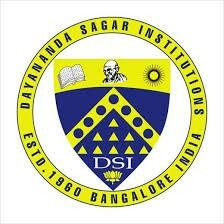 DAYANANDA SAGAR INSTITUTIONS
ESTD. 1960 BANGALORE INDIA
DSI